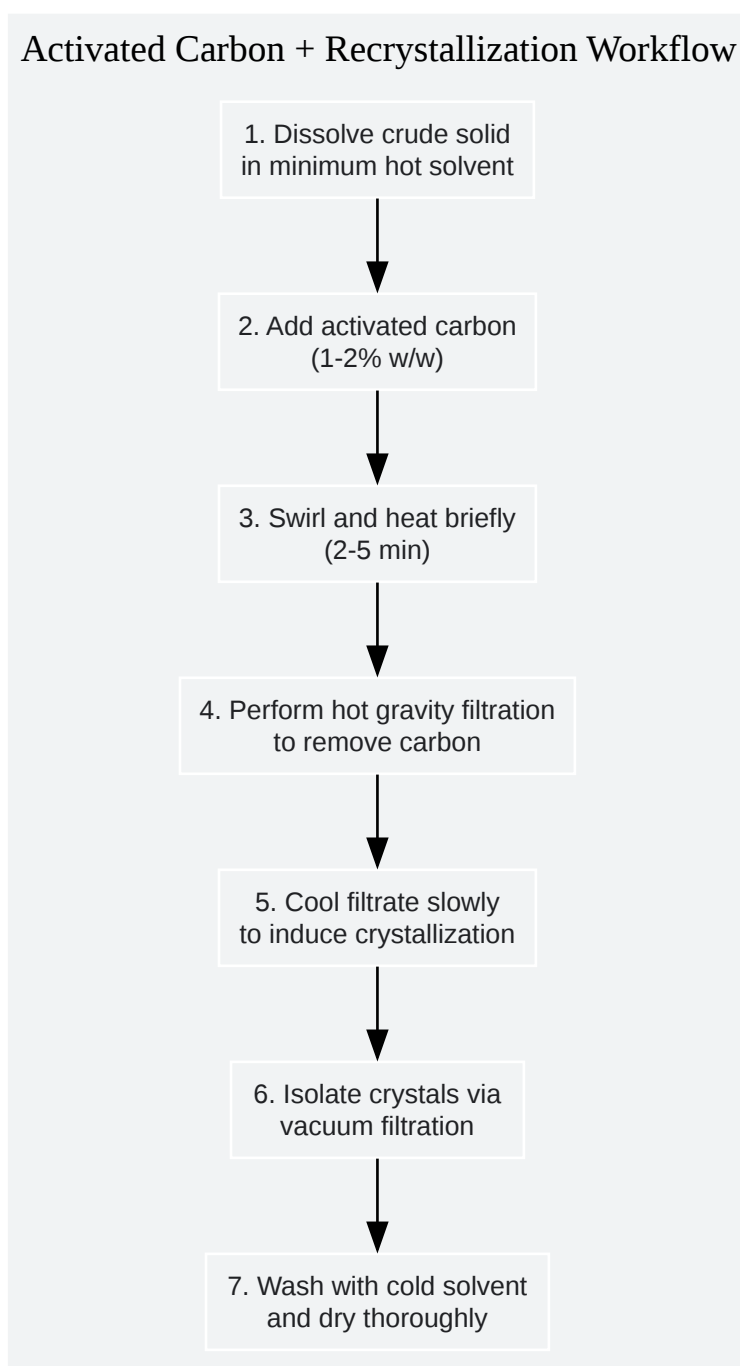 Activated Carbon + Recrystallization Workflow
1. Dissolve crude solid
in minimum hot solvent
2. Add activated carbon
(1-2% w/w)
3. Swirl and heat briefly
(2-5 min)
4. Perform hot gravity filtration
to remove carbon
5. Cool filtrate slowly
to induce crystallization
6. Isolate crystals via
vacuum filtration
7. Wash with cold solvent
and dry thoroughly